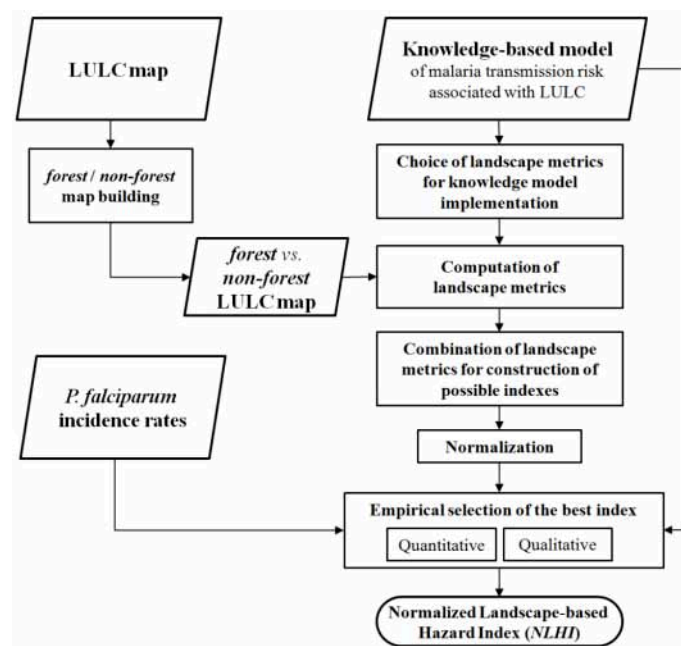 LULC map
Knowledge-based model
of malaria transmission risk
associated with LULC
forest / non-forest
map building
Choice of landscape metrics
for knowledge model
implementation
forest vs.
non-forest
LULC map
Computation of
landscape metrics
Combination of landscape
metrics for construction of
possible indexes
P. falciparum
incidence rates
Normalization
Empirical selection of the best index
Quantitative
Qualitative
Normalized Landscape-based
Hazard Index (NLHI)